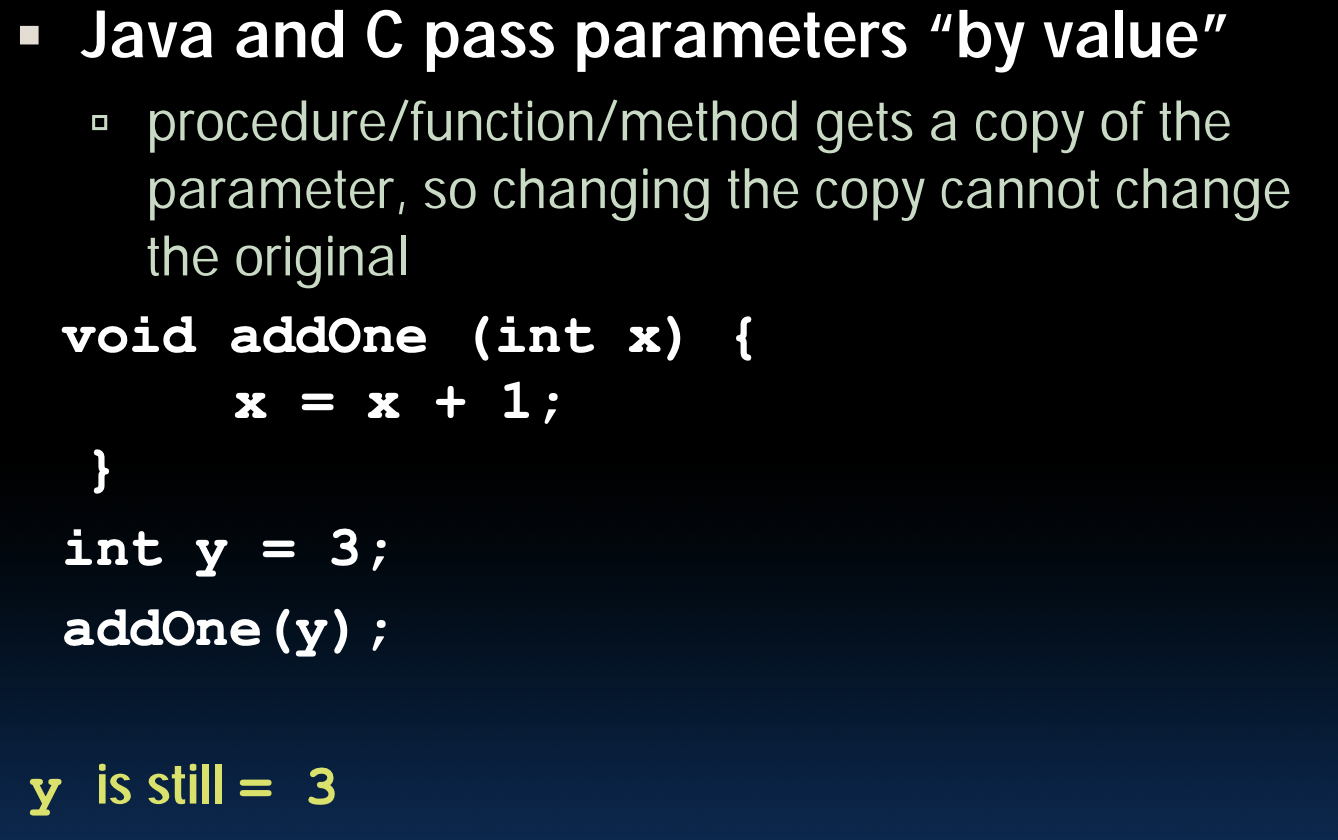 ▪ Java and C pass parameters “by value”
▫ procedure/function/method gets a copy of the
parameter, so changing the copy cannot change
the original
void addOne (int x) {
x = x + 1;
}
int y = 3;
addOne(y);
y is still = 3